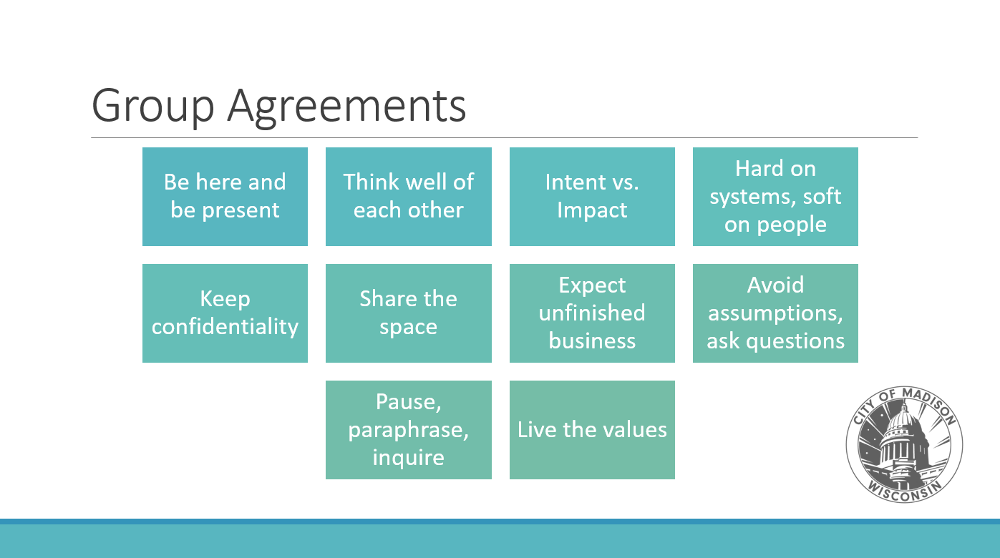 Group Agreements
Be here and
be present
Think well of
each other
Intent vs.
Impact
Hard on
systems, soft
on people
Keep
confidentiality
Share the
space
Expect
unfinished
business
Avoid
assumptions,
ask questions
Pause,
paraphrase,
inquire
Live the values
CITY OF MADISON
WISCONSIN